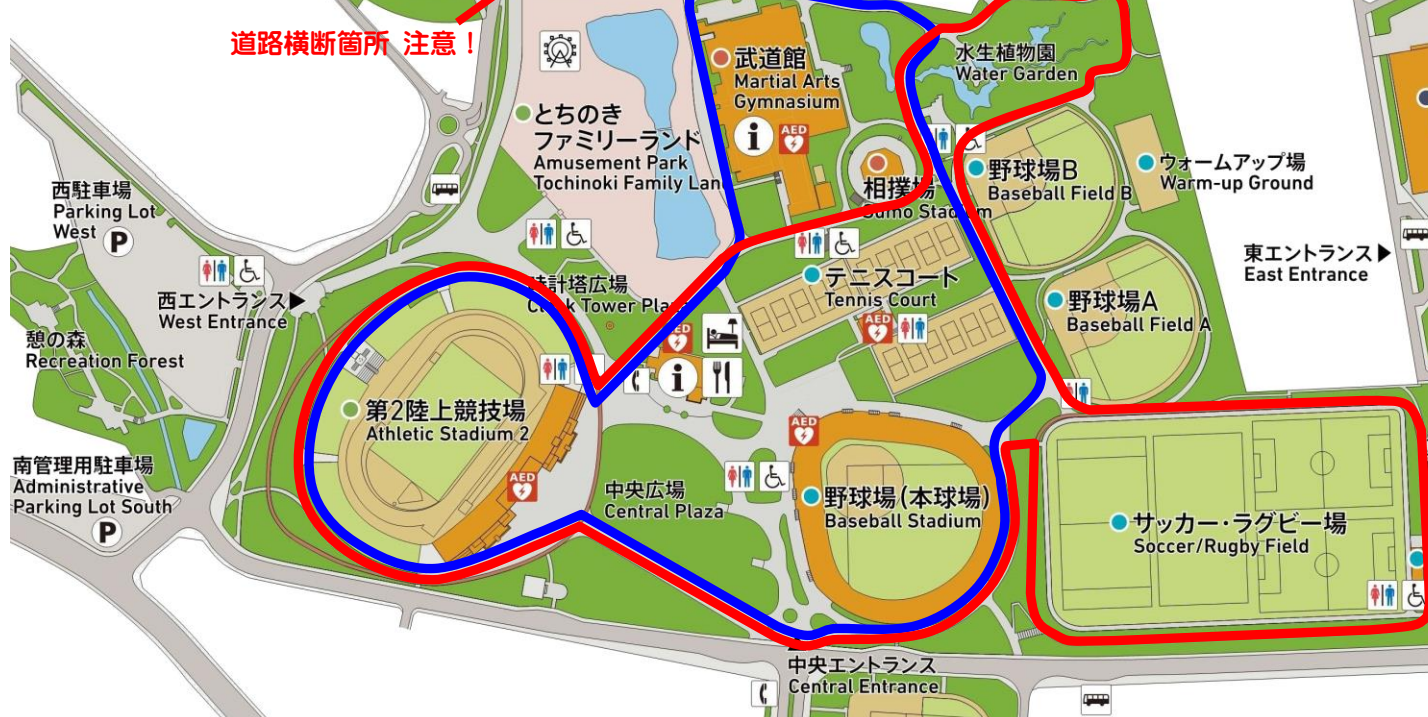 道路横断箇所 注意！
武道館
Martial Arts
Gymnasium
水生植物園
Water Garden
とちのき
ファミリーランド
Amusement Park
Tochinoki Family Land
i
AED
西駐車場
Parking Lot
West
P
相撲場
Sumo Stadium
野球場B
Baseball Field B
ウォームアップ場
Warm-up Ground
東エントランス▶
East Entrance
西エントランス▶
West Entrance
時計塔広場
Clock Tower Plaza
テニスコート
Tennis Court
AED
野球場A
Baseball Field A
憩の森
Recreation Forest
AED
i
第2陸上競技場
Athletic Stadium 2
AED
AED
南管理用駐車場
Administrative
Parking Lot South
P
中央広場
Central Plaza
野球場(本球場)
Baseball Stadium
サッカー・ラグビー場
Soccer/Rugby Field
中央エントランス
Central Entrance